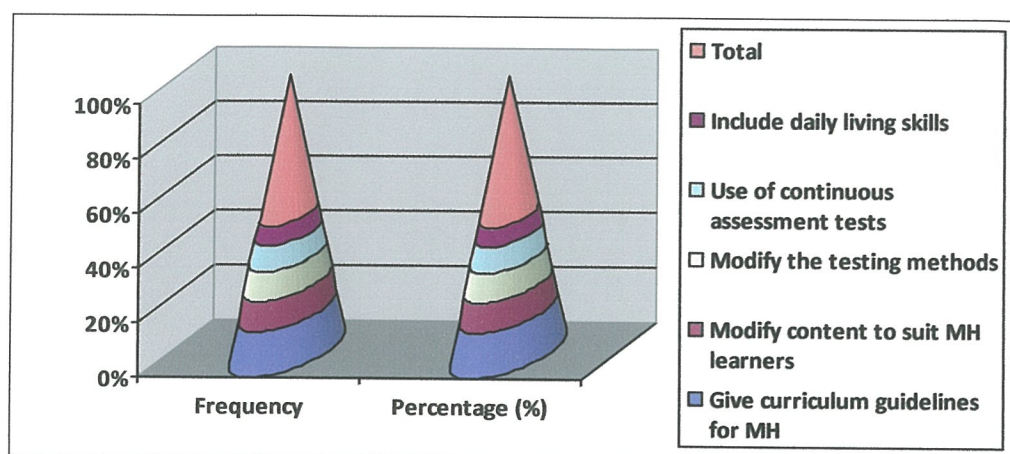 100%
80%
60%
40%
20%
0%
Frequency
Percentage (%)
Total
Include daily living skills
Use of continuous
assessment tests
Modify the testing methods
Modify content to suit MH
learners
Give curriculum guidelines
for MH